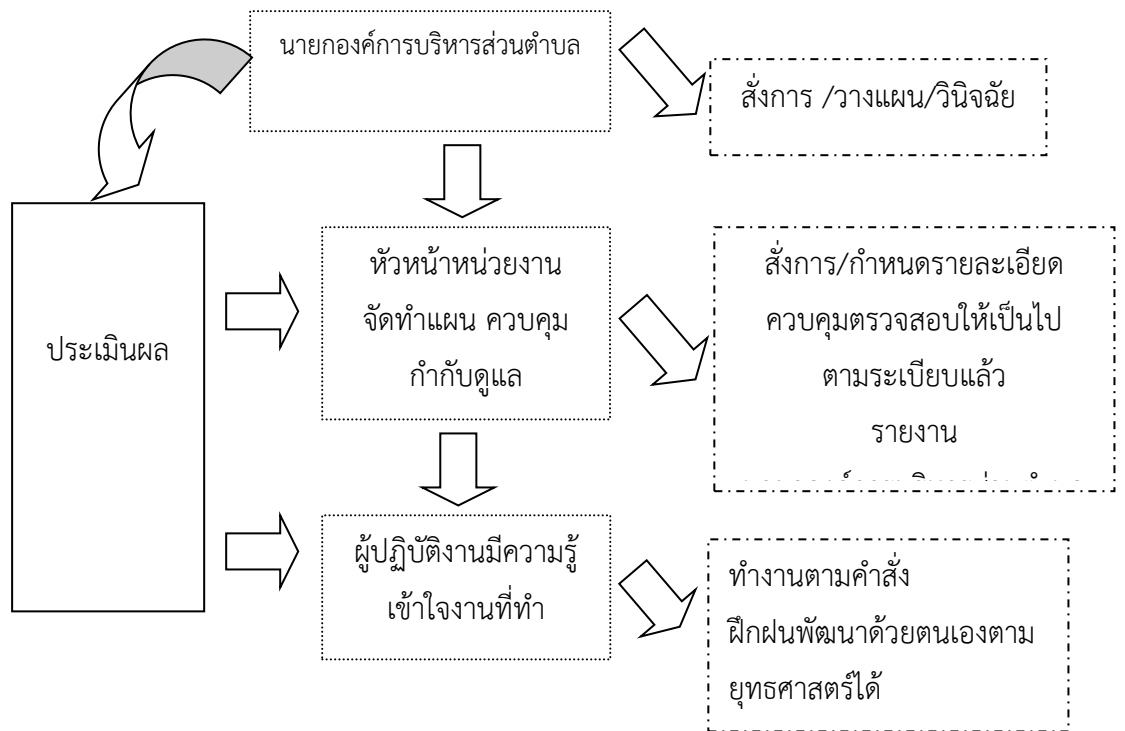 นายกองค์การบริหารส่วนตำบล
สั่งการ /วางแผน/วินิจฉัย
หัวหน้าหน่วยงาน
จัดทำแผน ควบคุม
กำกับดูแล
สั่งการ/กำหนดรายละเอียด
ควบคุมตรวจสอบให้เป็นไป
ตามระเบียบแล้ว
รายงาน
ประเมินผล
ผู้ปฏิบัติงานมีความรู้
เข้าใจงานที่ทำ
ทำงานตามคำสั่ง
ฝึกฝนพัฒนาด้วยตนเองตาม
ยุทธศาสตร์ได้